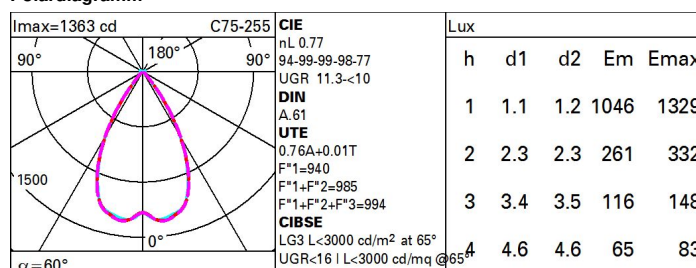 Imax=1363 cd C75-255
90° 180° 90°
1500
0°
α=60°
CIE
nL 0.77
94-99-99-98-77
UGR 11.3-<10
DIN
A.61
UTE
0.76A+0.01T
F"1=940
F"1+F"2=985
F"1+F"2+F"3=994
CIBSE
LG3 L<3000 cd/m² at 65°
UGR<16 | L<3000 cd/mq @65°
Lux
h d1 d2 Em Emax
1 1.1 1.2 1046 1329
2 2.3 2.3 261 332
3 3.4 3.5 116 148
4 4.6 4.6 65 83